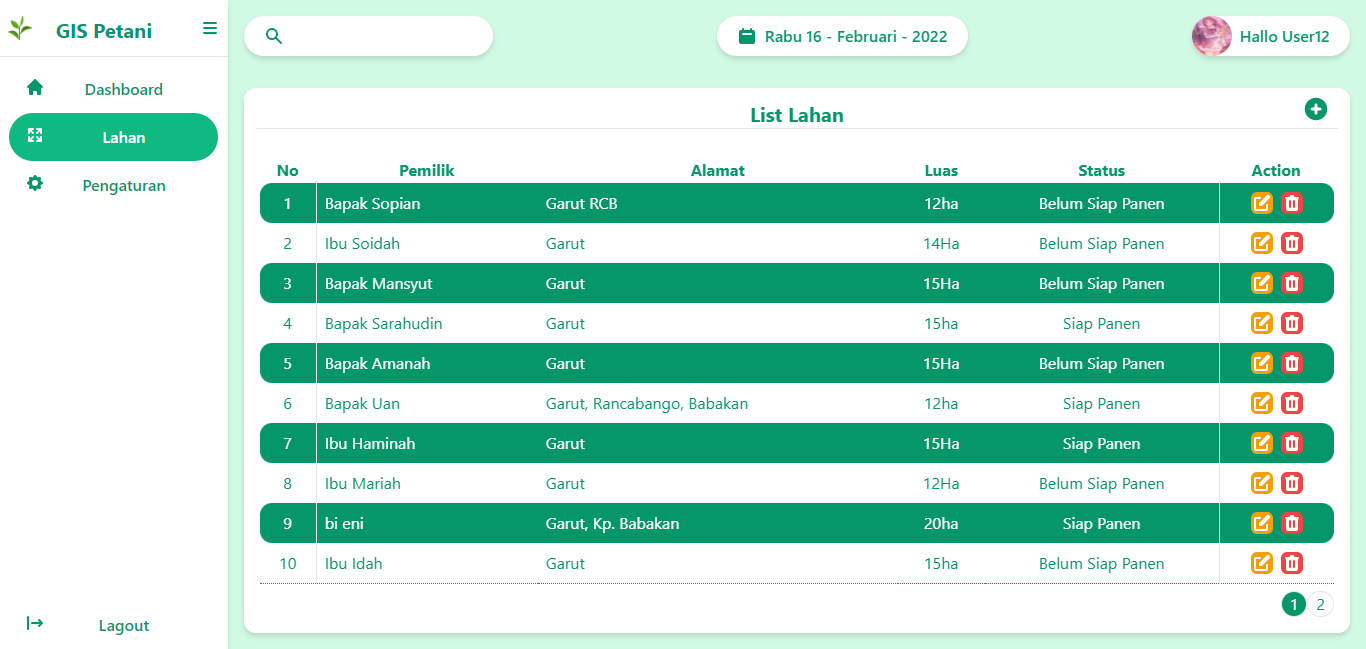 GIS Petani
Rabu 16 - Februari - 2022
Hallo User12
Dashboard
Lahan
Pengaturan
Lagout
List Lahan
No Pemilik Alamat Luas Status Action
1 Bapak Sopian Garut RCB 12ha Belum Siap Panen
2 Ibu Soidah Garut 14Ha Belum Siap Panen
3 Bapak Mansyut Garut 15Ha Belum Siap Panen
4 Bapak Sarahudin Garut 15ha Siap Panen
5 Bapak Amanah Garut 15Ha Belum Siap Panen
6 Bapak Uan Garut, Rancabango, Babakan 12ha Siap Panen
7 Ibu Haminah Garut 15Ha Siap Panen
8 Ibu Mariah Garut 12Ha Belum Siap Panen
9 bi eni Garut, Kp. Babakan 20ha Siap Panen
10 Ibu Idah Garut 15ha Belum Siap Panen
1 2